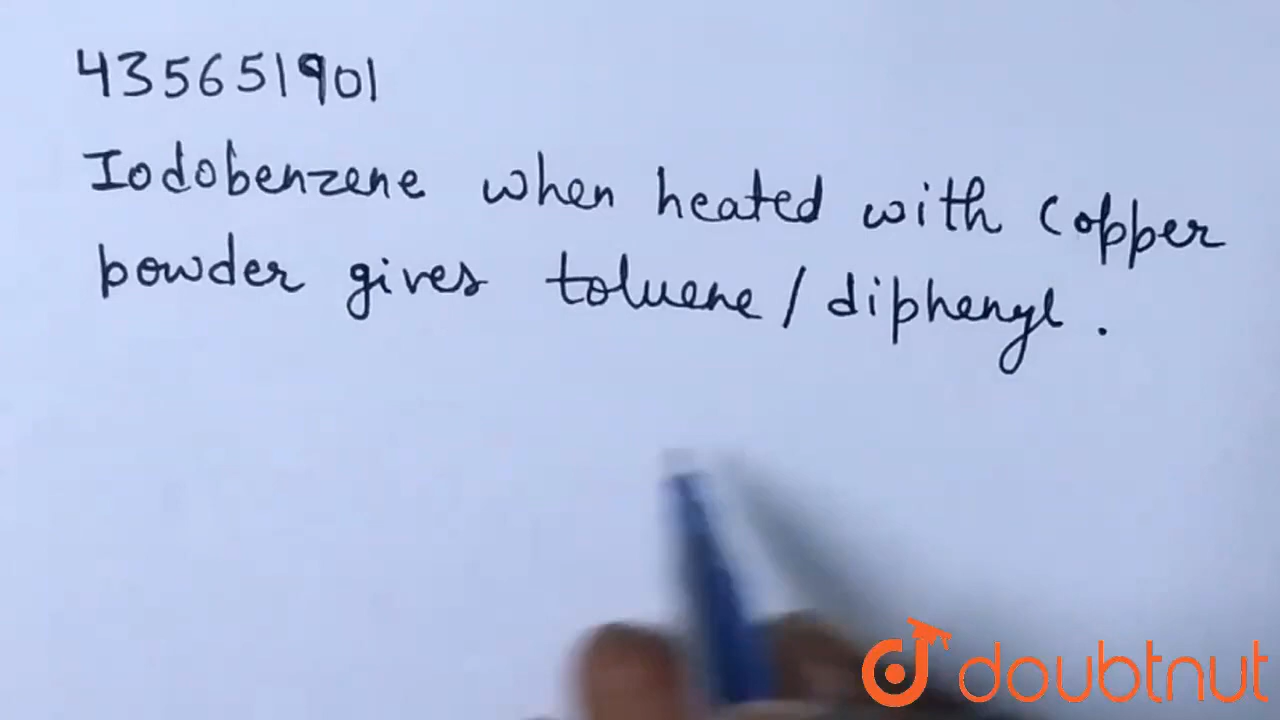 435651901
Iodobenzene when heated with Copper
powder gives toluene/diphenyl.
doubtnut